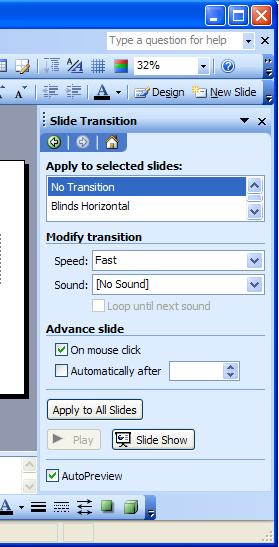 Type a question for help
32%
A A Design New Slide
Slide Transition
Apply to selected slides:
No Transition
Blinds Horizontal
Modify transition
Speed: Fast
Sound: [No Sound]
Loop until next sound
Advance slide
On mouse click
Automatically after
Apply to All Slides
Play Slide Show
AutoPreview
A